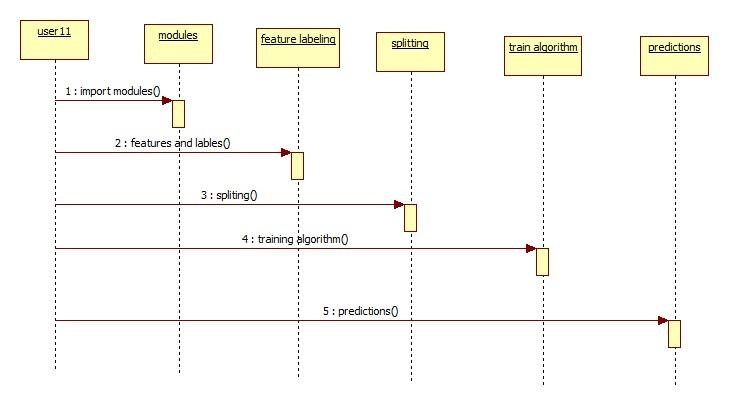 user11
modules
feature labeling
splitting
train algorithm
predictions
1 : import modules()
2 : features and lables()
3 : spliting()
4 : training algorithm()
5 : predictions()